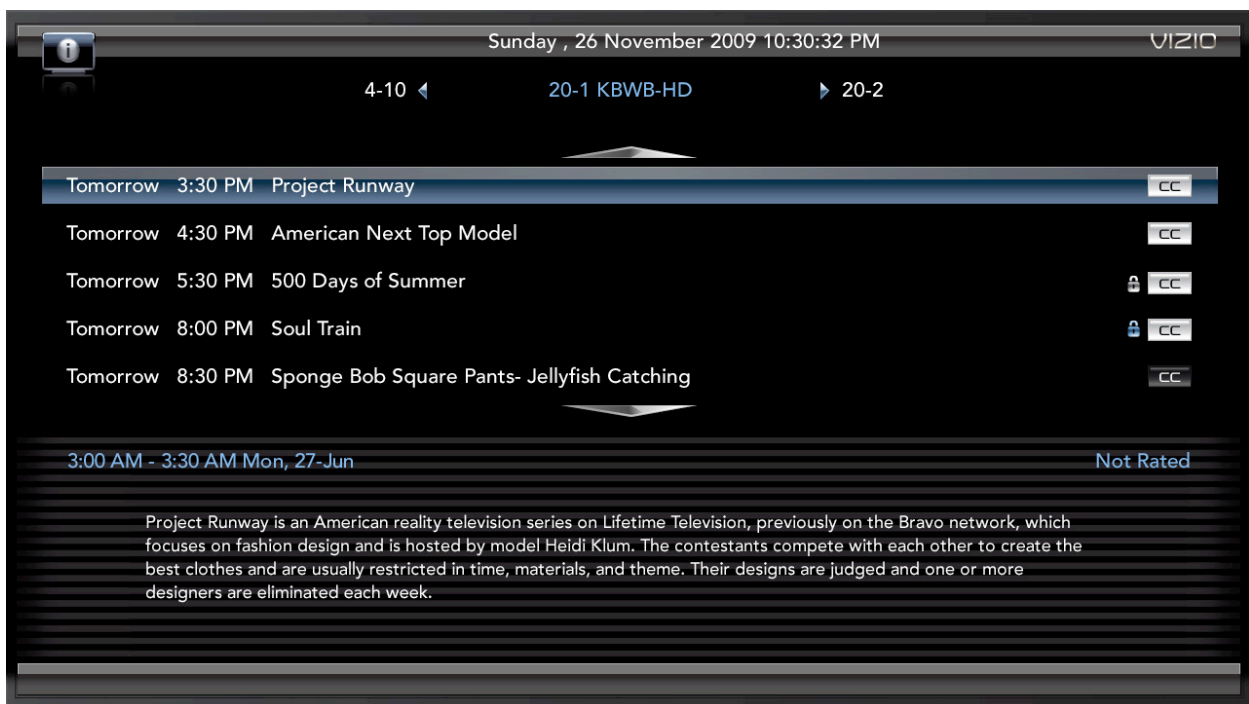 Sunday , 26 November 2009 10:30:32 PM VIZIO
4-10 20-1 KBWB-HD 20-2
Tomorrow 3:30 PM Project Runway CC
Tomorrow 4:30 PM American Next Top Model CC
Tomorrow 5:30 PM 500 Days of Summer CC
Tomorrow 8:00 PM Soul Train CC
Tomorrow 8:30 PM Sponge Bob Square Pants- Jellyfish Catching CC
3:00 AM - 3:30 AM Mon, 27-Jun Not Rated
Project Runway is an American reality television series on Lifetime Television, previously on the Bravo network, which
focuses on fashion design and is hosted by model Heidi Klum. The contestants compete with each other to create the
best clothes and are usually restricted in time, materials, and theme. Their designs are judged and one or more
designers are eliminated each week.